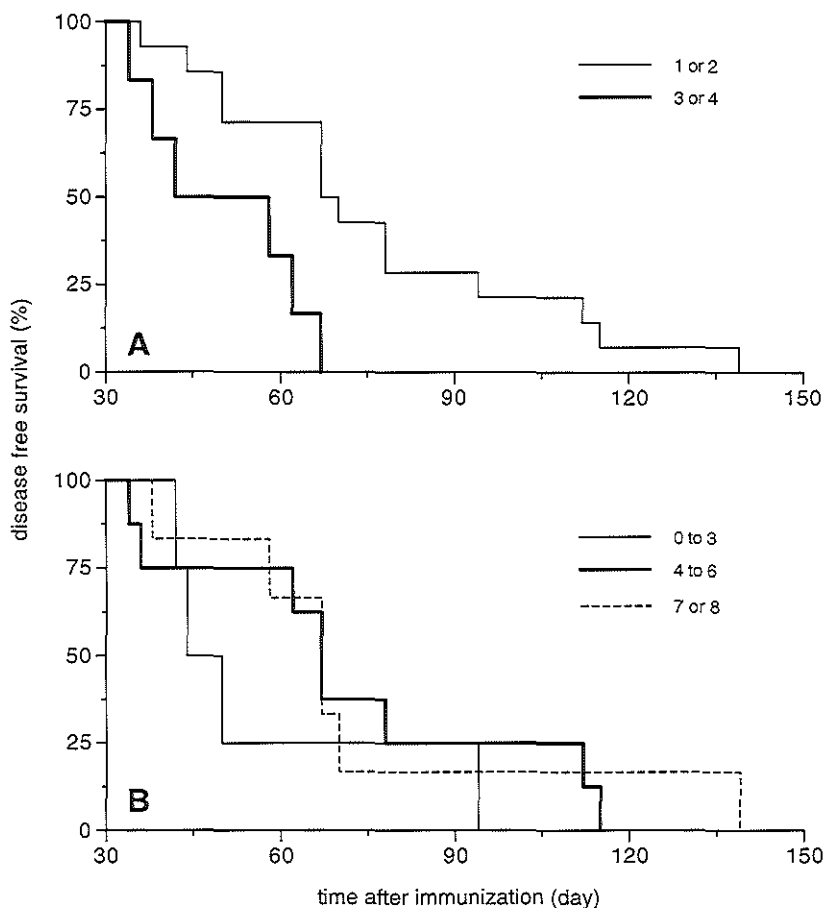 100
75
50
25
0
A
1 or 2
3 or 4
30
60
90
120
150
disease free survival (%)
100
75
50
25
0
B
0 to 3
4 to 6
7 or 8
30
60
90
120
150
time after immunization (day)